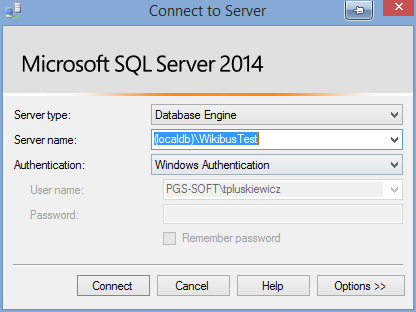 Connect to Server
Microsoft SQL Server 2014
Server type: Database Engine
Server name: (localdb)\WikibusTest
Authentication: Windows Authentication
User name: PGS-SOFT\tpluskiewicz
Password:
Remember password
Connect Cancel Help Options >>